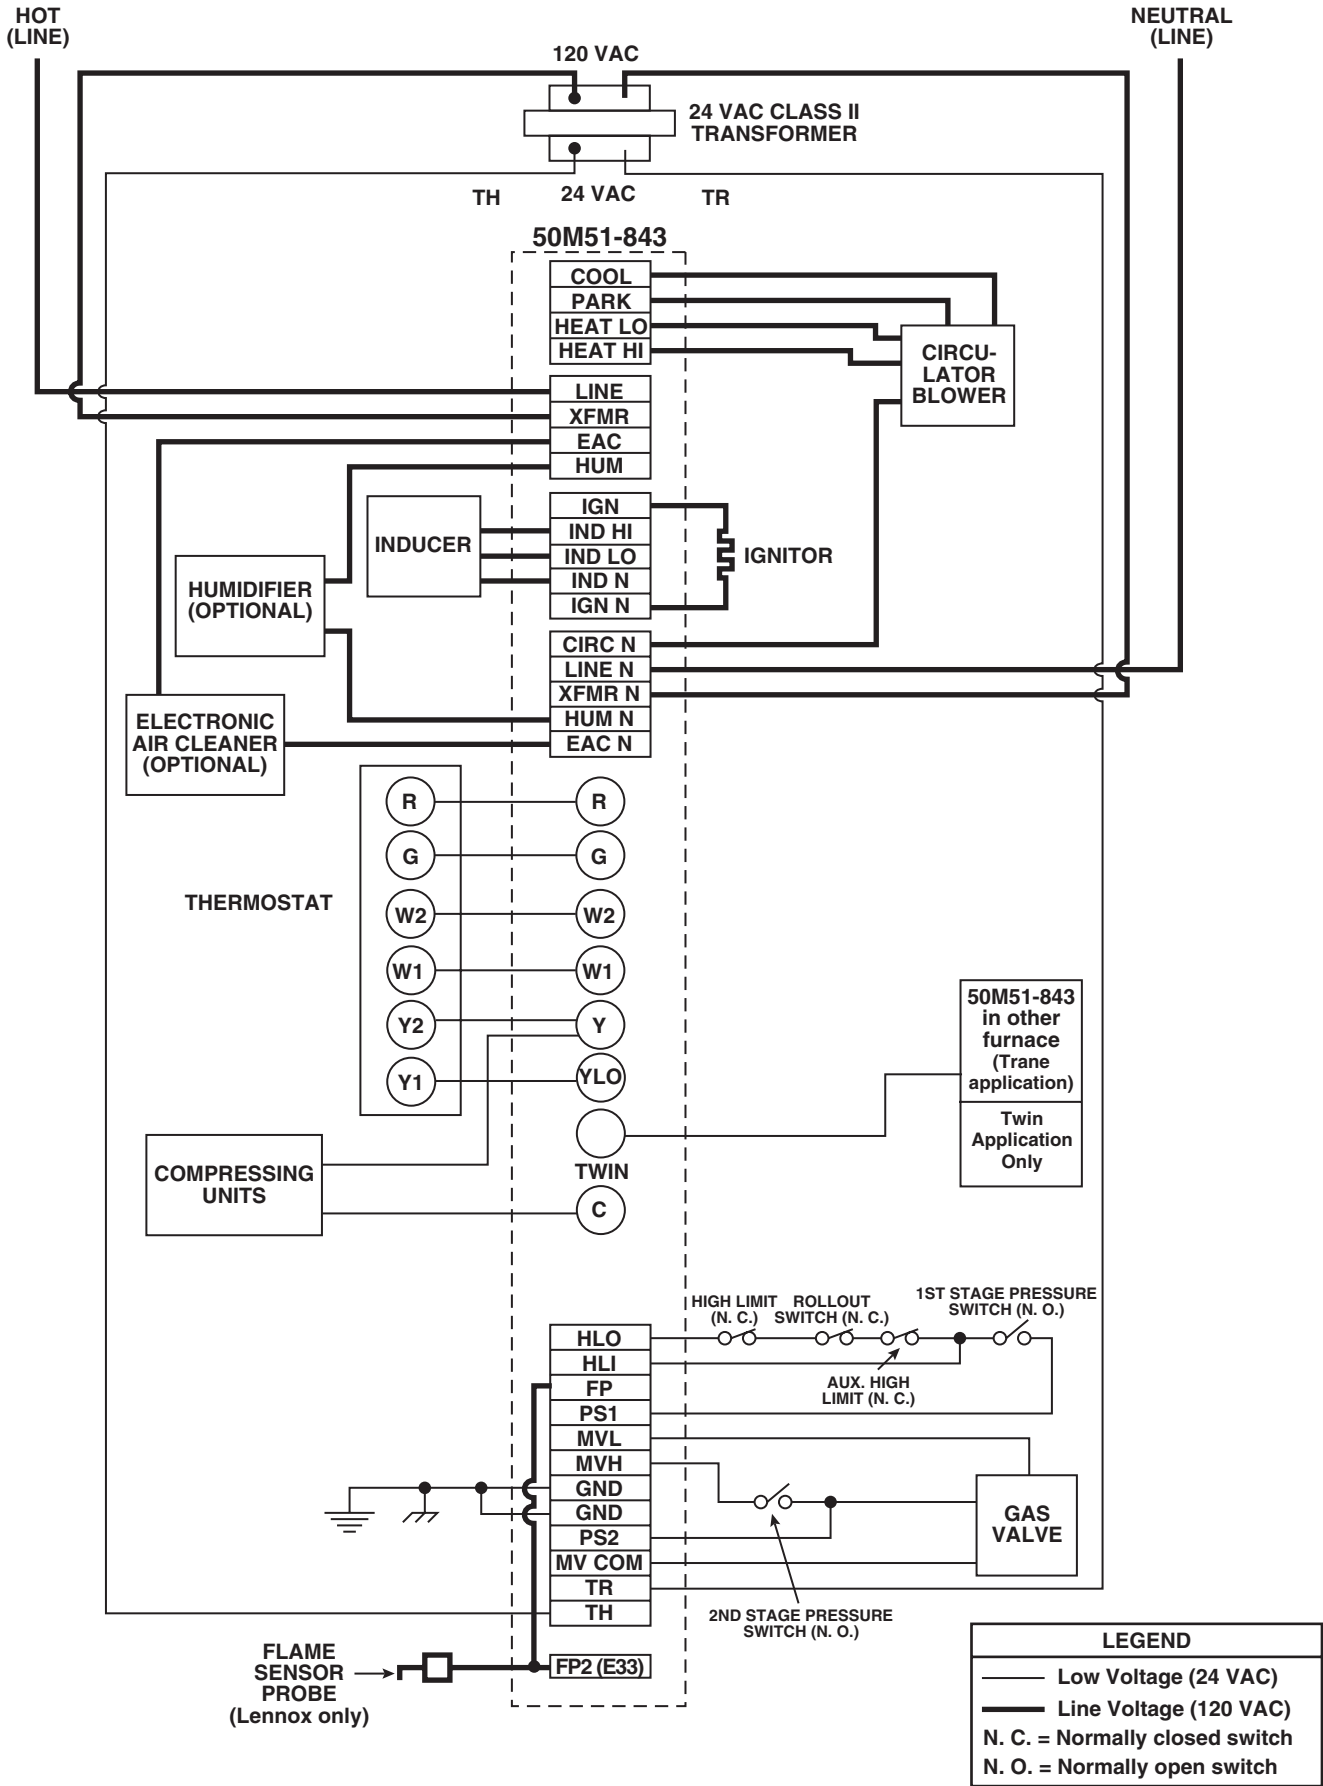 HOT
(LINE)
NEUTRAL
(LINE)
120 VAC
24 VAC CLASS II
TRANSFORMER
TH
24 VAC
TR
50M51-843
COOL
PARK
HEAT LO
HEAT HI
CIRCU-
LATOR
BLOWER
LINE
XFMR
EAC
HUM
IGN
IND HI
IND LO
IND N
IGN N
INDUCER
IGNITOR
HUMIDIFIER
(OPTIONAL)
CIRC N
LINE N
XFMR N
HUM N
EAC N
ELECTRONIC
AIR CLEANER
(OPTIONAL)
THERMOSTAT
R
R
G
G
W2
W2
W1
W1
Y2
Y
Y1
YLO
TWIN
C
COMPRESSING
UNITS
50M51-843
in other
furnace
(Trane
application)
Twin
Application
Only
HIGH LIMIT
(N. C.)
ROLLOUT
SWITCH (N. C.)
1ST STAGE PRESSURE
SWITCH (N. O.)
AUX. HIGH
LIMIT (N. C.)
HLO
HLI
FP
PS1
MVL
MVH
GND
GND
PS2
MV COM
TR
TH
GAS
VALVE
2ND STAGE PRESSURE
SWITCH (N. O.)
FLAME
SENSOR
PROBE
(Lennox only)
FP2 (E33)
LEGEND
Low Voltage (24 VAC)
Line Voltage (120 VAC)
N. C. = Normally closed switch
N. O. = Normally open switch